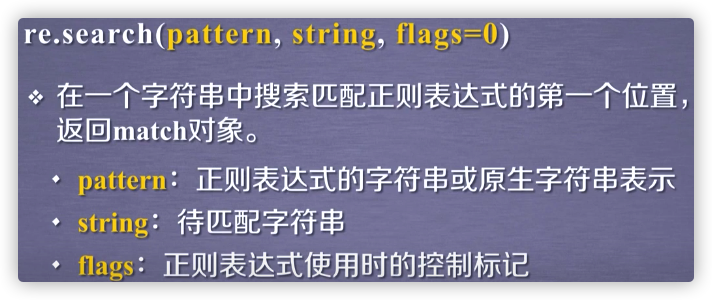 re.search(pattern, string, flags=0)
❖ 在一个字符串中搜索匹配正则表达式的第一个位置，
返回match对象。
• pattern：正则表达式的字符串或原生字符串表示
• string：待匹配字符串
• flags：正则表达式使用时的控制标记